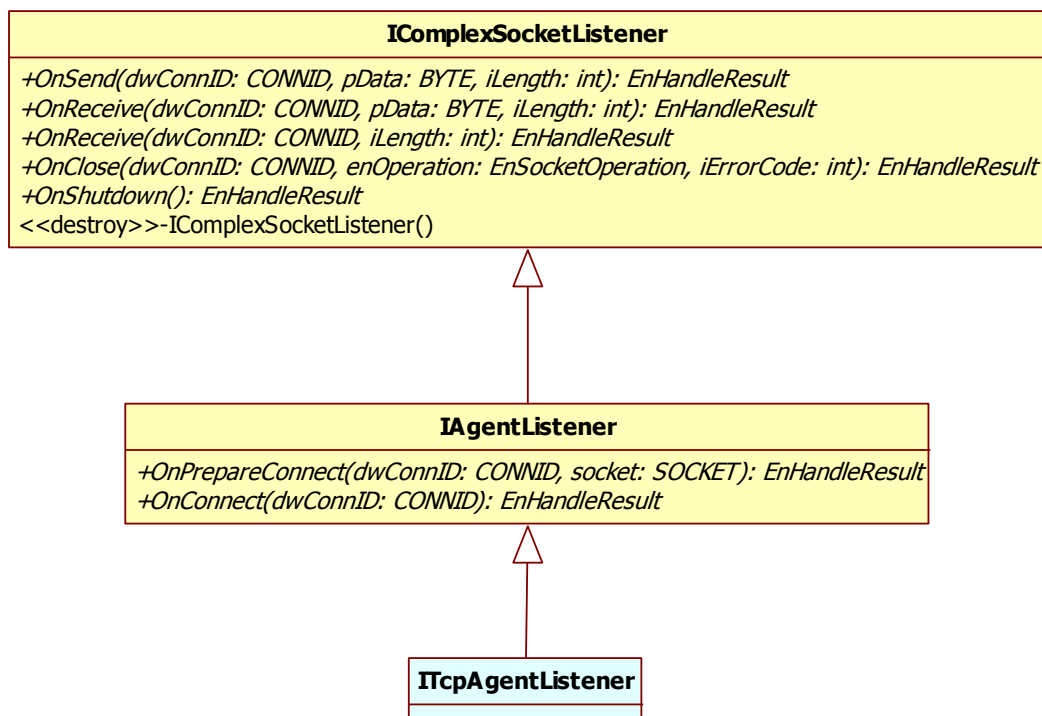 IComplexSocketListener
+OnSend(dwConnID: CONNID, pData: BYTE, iLength: int): EnHandleResult
+OnReceive(dwConnID: CONNID, pData: BYTE, iLength: int): EnHandleResult
+OnReceive(dwConnID: CONNID, iLength: int): EnHandleResult
+OnClose(dwConnID: CONNID, enOperation: EnSocketOperation, iErrorCode: int): EnHandleResult
+OnShutdown(): EnHandleResult
<<destroy>>-IComplexSocketListener()
IAgentListener
+OnPrepareConnect(dwConnID: CONNID, socket: SOCKET): EnHandleResult
+OnConnect(dwConnID: CONNID): EnHandleResult
ITcpAgentListener